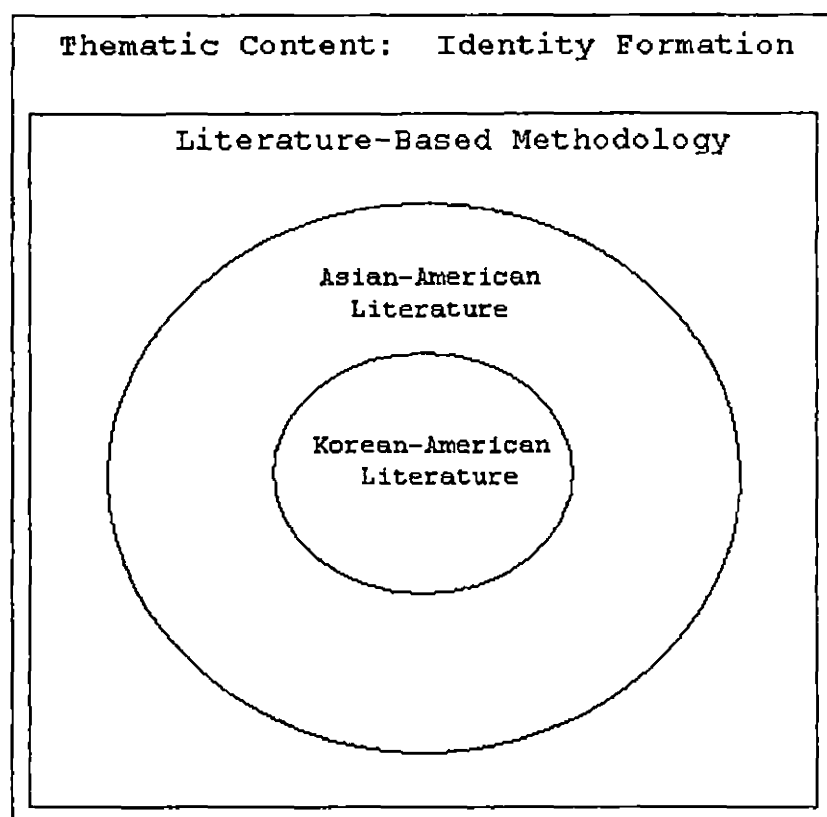 Thematic Content: Identity Formation
Literature-Based Methodology
Asian-American
Literature
Korean-American
Literature